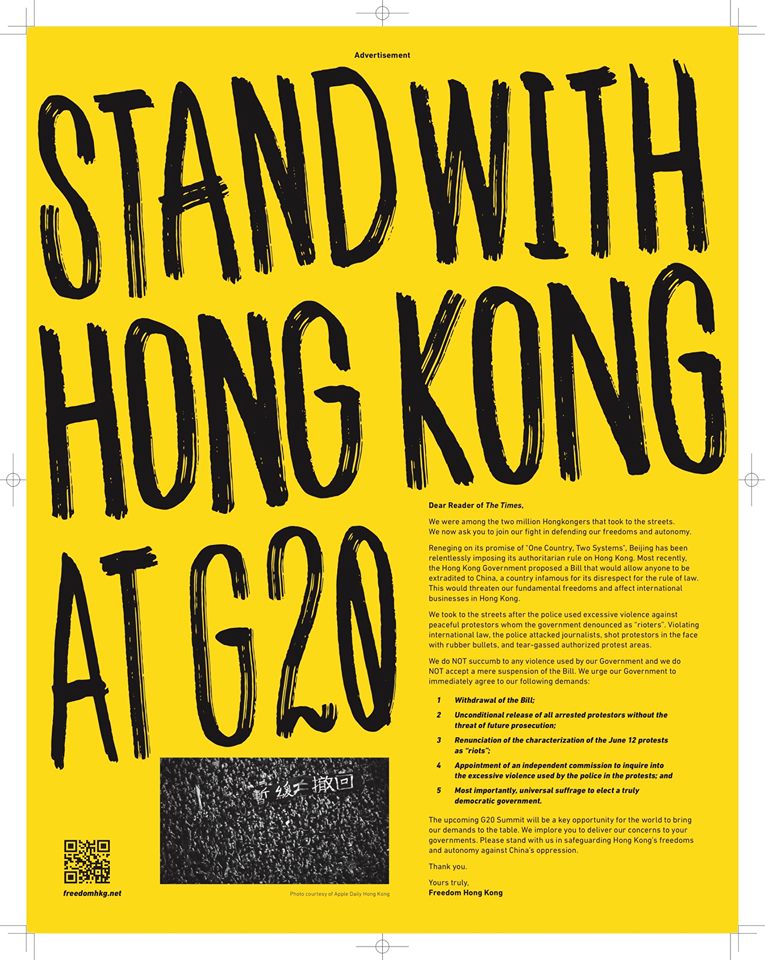 Advertisement
STAND WITH
HONG KONG
AT G20
Dear Reader of The Times,
We were among the two million Hongkongers that took to the streets.
We now ask you to join our fight in defending our freedoms and autonomy.
Reneging on its promise of "One Country, Two Systems", Beijing has been
relentlessly imposing its authoritarian rule on Hong Kong. Most recently,
the Hong Kong Government proposed a Bill that would allow anyone to be
extradited to China, a country infamous for its disrespect for the rule of law.
This would threaten our fundamental freedoms and affect international
businesses in Hong Kong.
We took to the streets after the police used excessive violence against
peaceful protestors whom the government denounced as "rioters". Violating
international law, the police attacked journalists, shot protestors in the face
with rubber bullets, and tear-gassed authorized protest areas.
We do NOT succumb to any violence used by our Government and we do
NOT accept a mere suspension of the Bill. We urge our Government to
immediately agree to our following demands:
1 Withdrawal of the Bill;
2 Unconditional release of all arrested protestors without the
threat of future prosecution;
3 Renunciation of the characterization of the June 12 protests
as "riots";
4 Appointment of an independent commission to inquire into
the excessive violence used by the police in the protests; and
5 Most importantly, universal suffrage to elect a truly
democratic government.
The upcoming G20 Summit will be a key opportunity for the world to bring
our demands to the table. We implore you to deliver our concerns to your
governments. Please stand with us in safeguarding Hong Kong's freedoms
and autonomy against China's oppression.
Thank you.
Yours truly,
Freedom Hong Kong
撤回
freedomhkg.net
Photo courtesy of Apple Daily Hong Kong